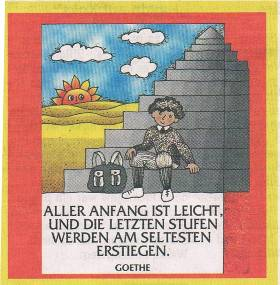 ALLER ANFANG IST LEICHT,
UND DIE LETZTEN STUFEN
WERDEN AM SELTESTEN
ERSTIEGEN.
GOETHE